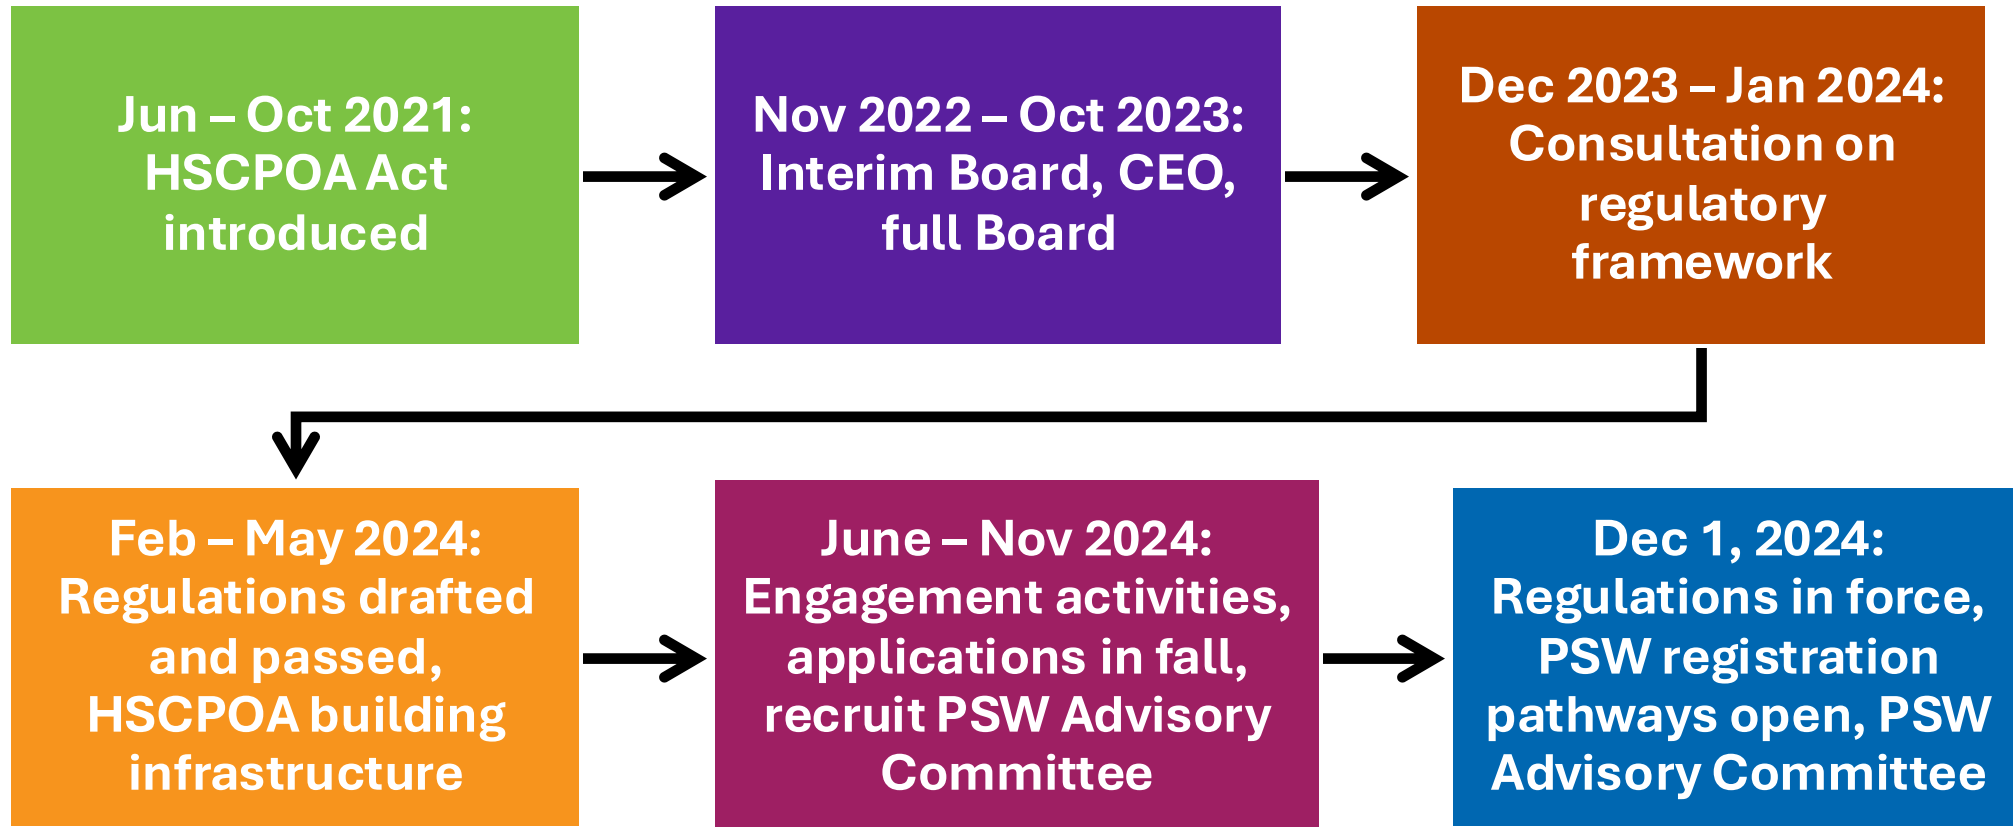 Jun – Oct 2021:
HSCPOA Act
introduced
Nov 2022 – Oct 2023:
Interim Board, CEO,
full Board
Dec 2023 – Jan 2024:
Consultation on
regulatory
framework
Feb – May 2024:
Regulations drafted
and passed,
HSCPOA building
infrastructure
June – Nov 2024:
Engagement activities,
applications in fall,
recruit PSW Advisory
Committee
Dec 1, 2024:
Regulations in force,
PSW registration
pathways open, PSW
Advisory Committee